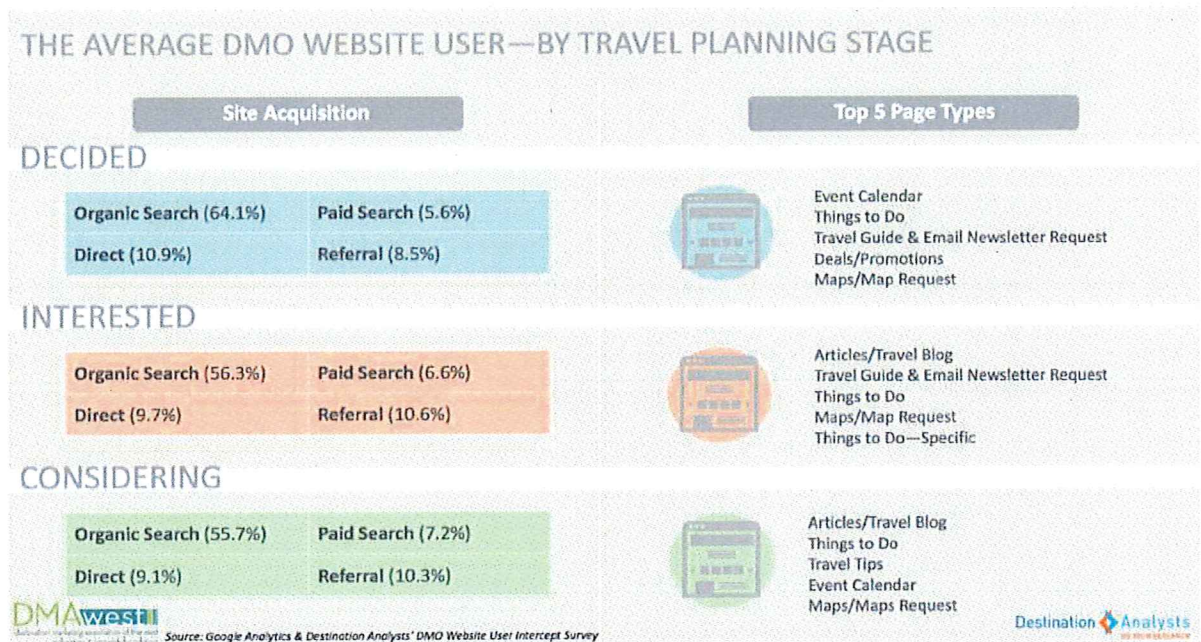 THE AVERAGE DMO WEBSITE USER—BY TRAVEL PLANNING STAGE
Site Acquisition
Top 5 Page Types
DECIDED
Organic Search (64.1%) Paid Search (5.6%)
Direct (10.9%) Referral (8.5%)
Event Calendar
Things to Do
Travel Guide & Email Newsletter Request
Deals/Promotions
Maps/Map Request
INTERESTED
Organic Search (56.3%) Paid Search (6.6%)
Direct (9.7%) Referral (10.6%)
Articles/Travel Blog
Travel Guide & Email Newsletter Request
Things to Do
Maps/Map Request
Things to Do—Specific
CONSIDERING
Organic Search (55.7%) Paid Search (7.2%)
Direct (9.1%) Referral (10.3%)
Articles/Travel Blog
Things to Do
Travel Tips
Event Calendar
Maps/Maps Request
DMAwest
Source: Google Analytics & Destination Analysts' DMO Website User Intercept Survey
Destination Analysts